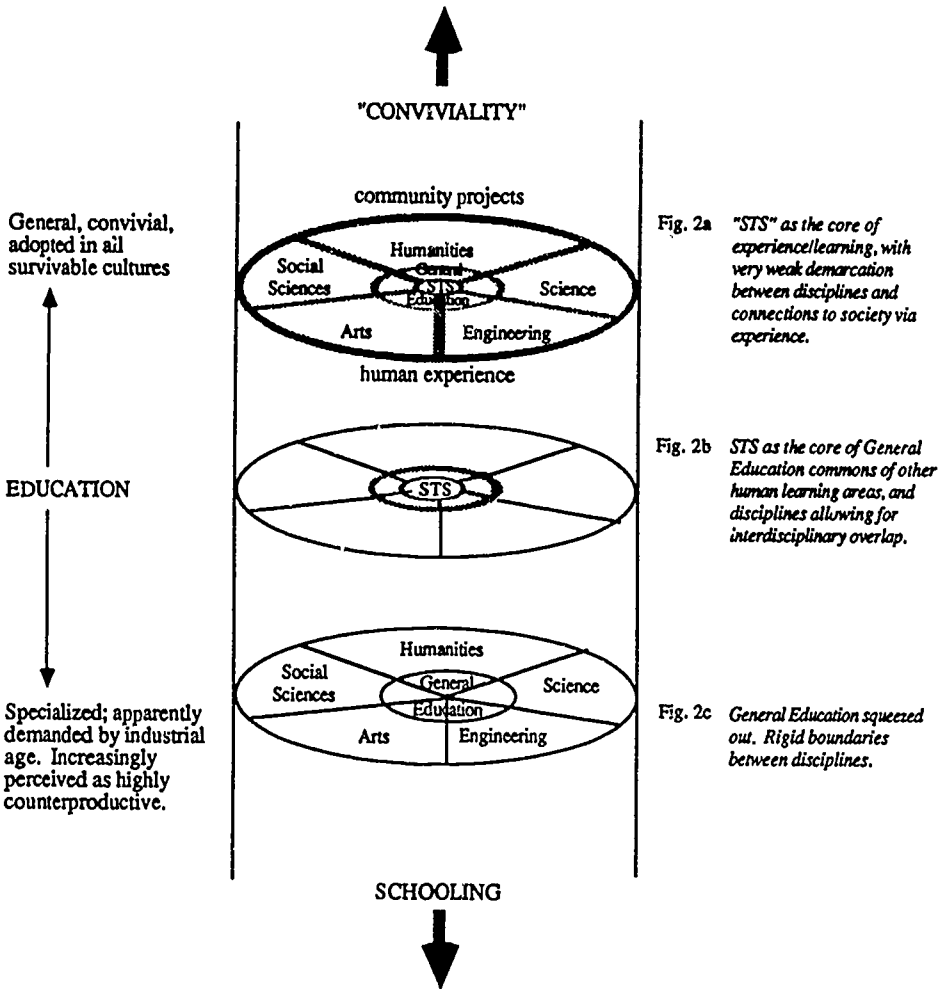 "CONVIVIALITY"
community projects
General, convivial,
adopted in all
survivable cultures
Humanities
Social
Sciences
General
STS
Education
Science
Arts
Engineering
human experience
Fig. 2a
"STS" as the core of
experience/learning, with
very weak demarcation
between disciplines and
connections to society via
experience.
EDUCATION
STS
Fig. 2b
STS as the core of General
Education commons of other
human learning areas, and
disciplines allowing for
interdisciplinary overlap.
Humanities
Social
Sciences
General
Education
Science
Arts
Engineering
Specialized; apparently
demanded by industrial
age. Increasingly
perceived as highly
counterproductive.
Fig. 2c
General Education squeezed
out. Rigid boundaries
between disciplines.
SCHOOLING